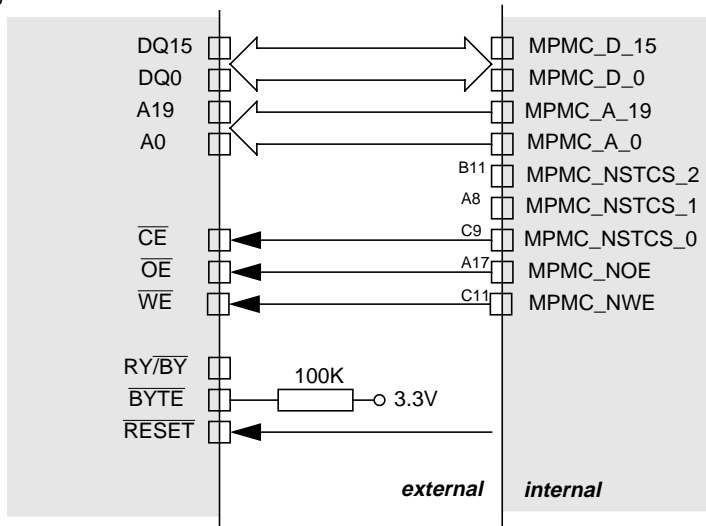 DQ15 MPMC_D_15
DQ0 MPMC_D_0
A19 MPMC_A_19
A0 MPMC_A_0
B11 MPMC_NSTCS_2
A8 MPMC_NSTCS_1
CE C9 MPMC_NSTCS_0
OE A17 MPMC_NOE
WE C11 MPMC_NWE
RY/BY
BYTE 100K 3.3V
RESET
external internal